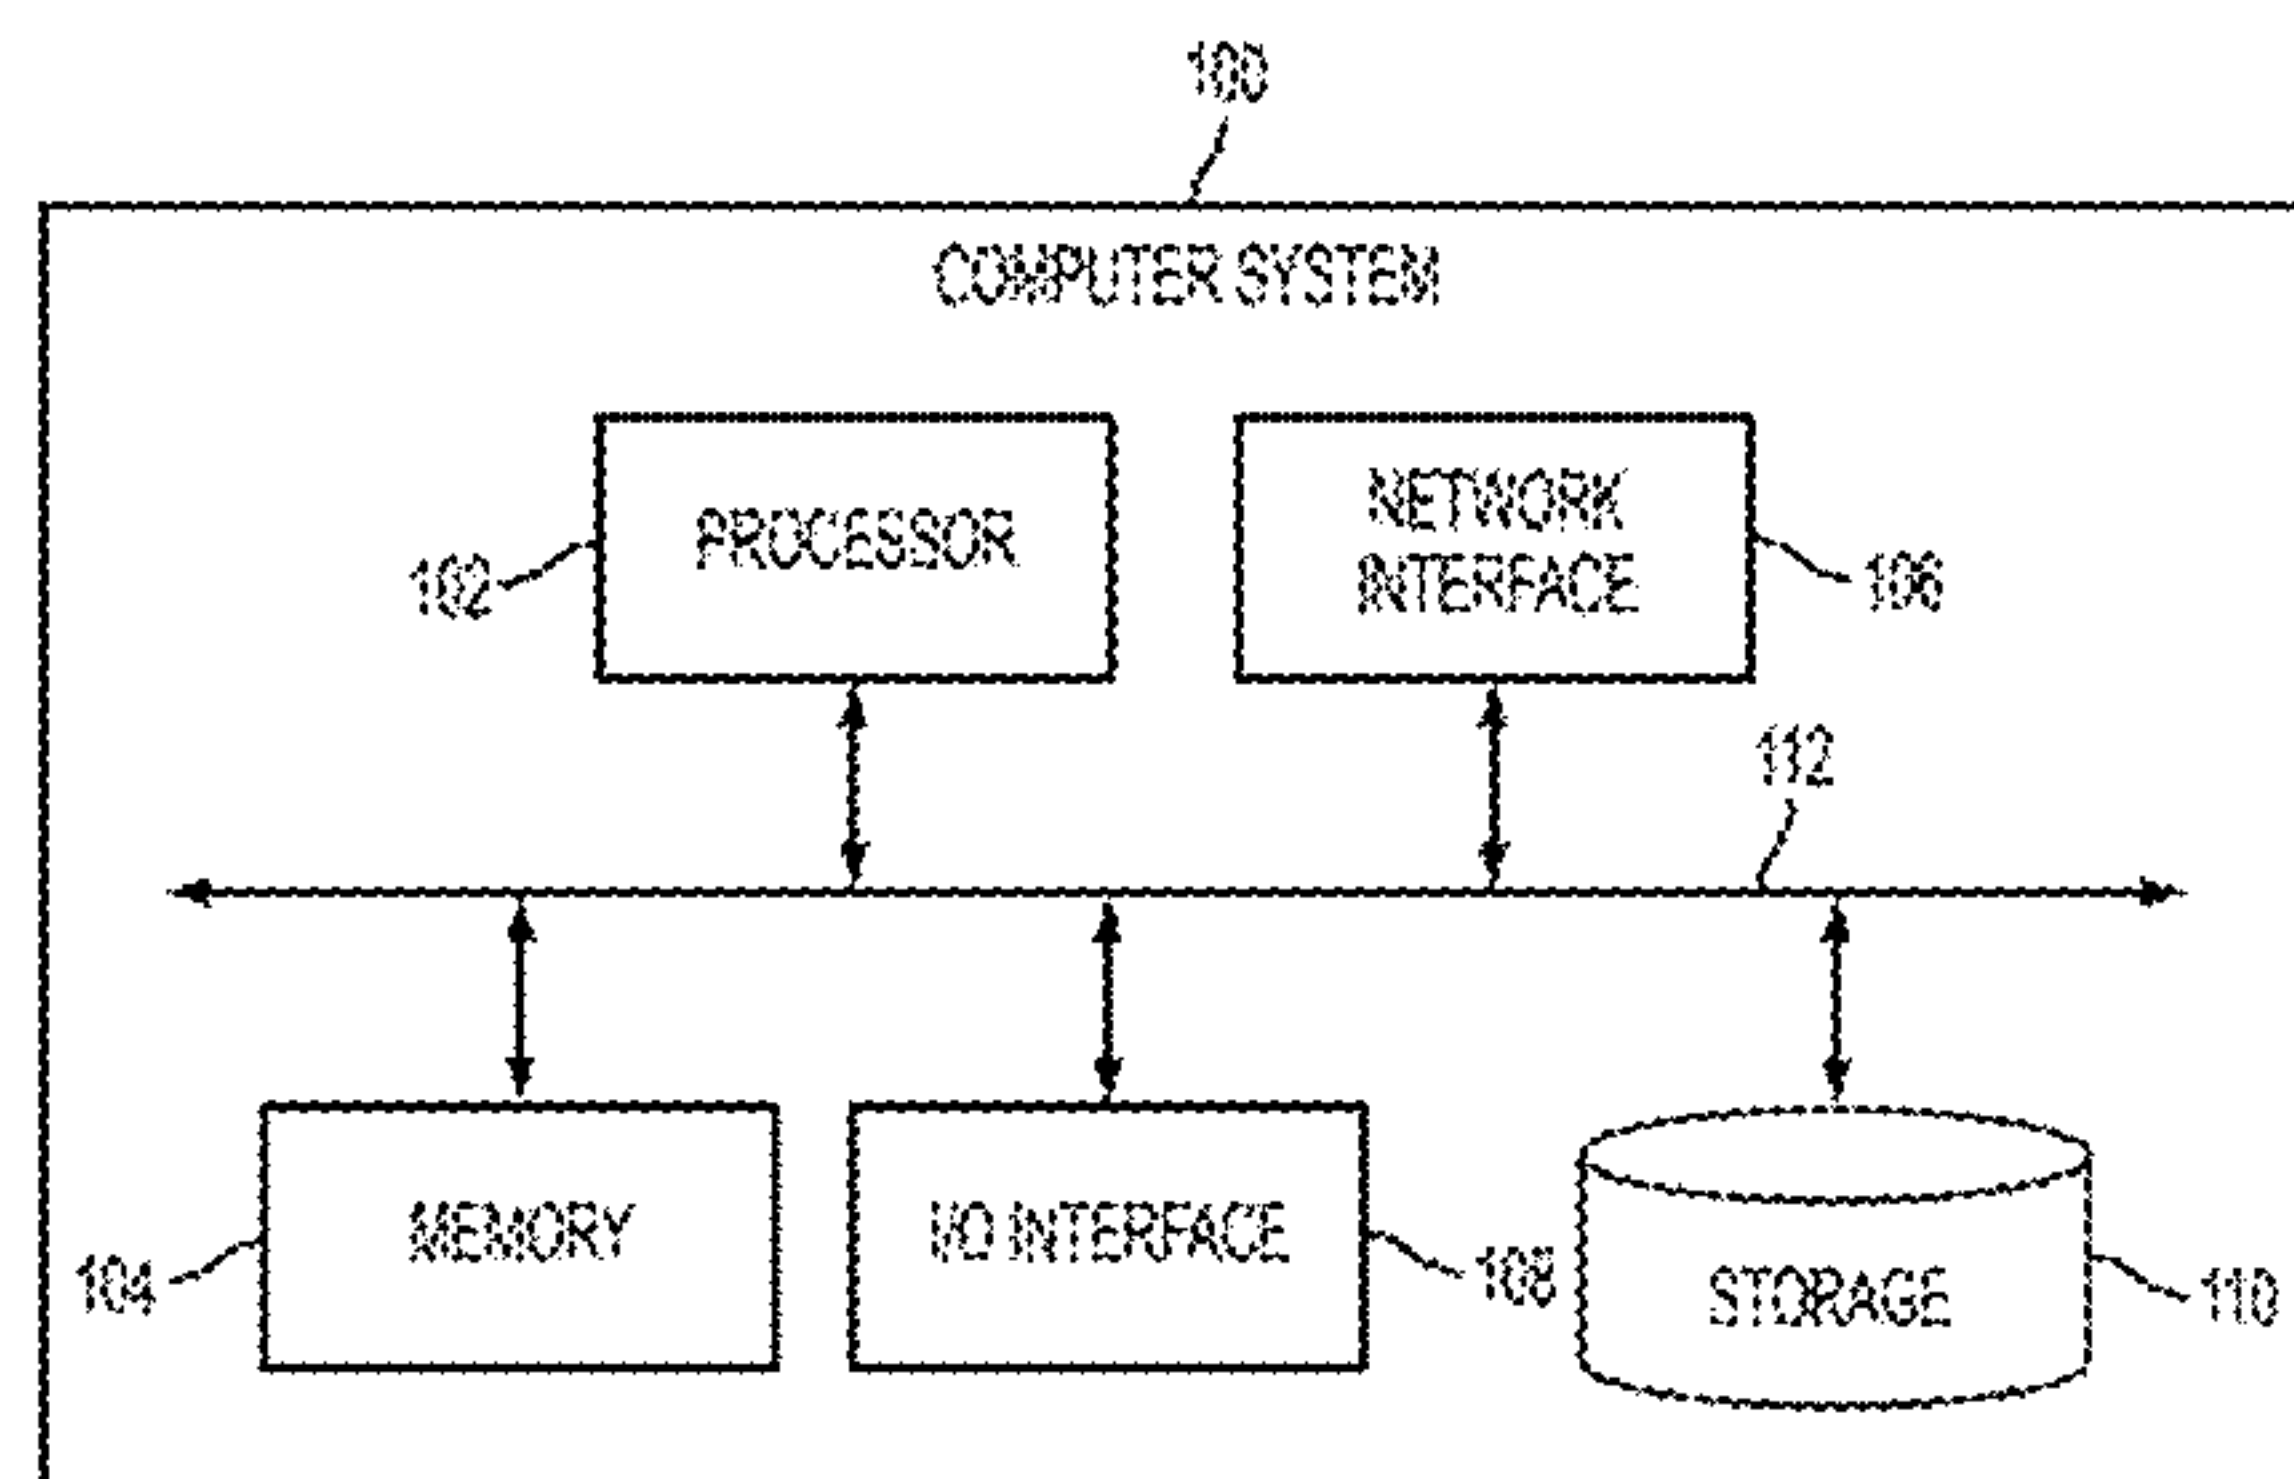 100
COMPUTER SYSTEM
PROCESSOR
NETWORK
INTERFACE
102
106
112
MEMORY
I/O INTERFACE
STORAGE
104
108
110